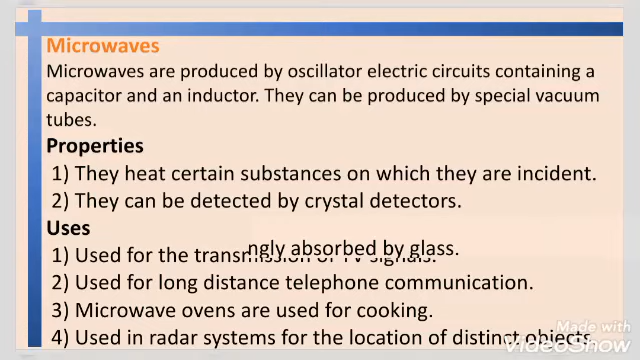 Microwaves
Microwaves are produced by oscillator electric circuits containing a
capacitor and an inductor. They can be produced by special vacuum
tubes.
Properties
1) They heat certain substances on which they are incident.
2) They can be detected by crystal detectors.
Uses
ngly absorbed by glass.
1) Used for the transmission of TV signals.
2) Used for long distance telephone communication.
3) Microwave ovens are used for cooking.
4) Used in radar systems for the location of distinct objects
Made with
VideoShow